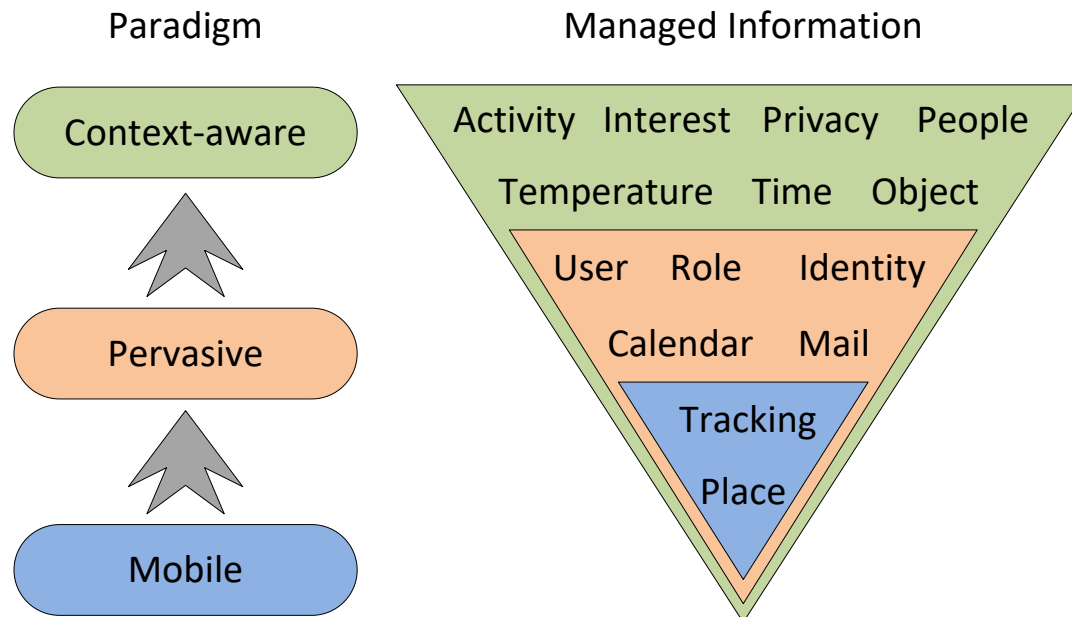 Paradigm
Managed Information
Context-aware
Activity Interest Privacy People
Temperature Time Object
User Role Identity
Pervasive
Calendar Mail
Tracking
Place
Mobile